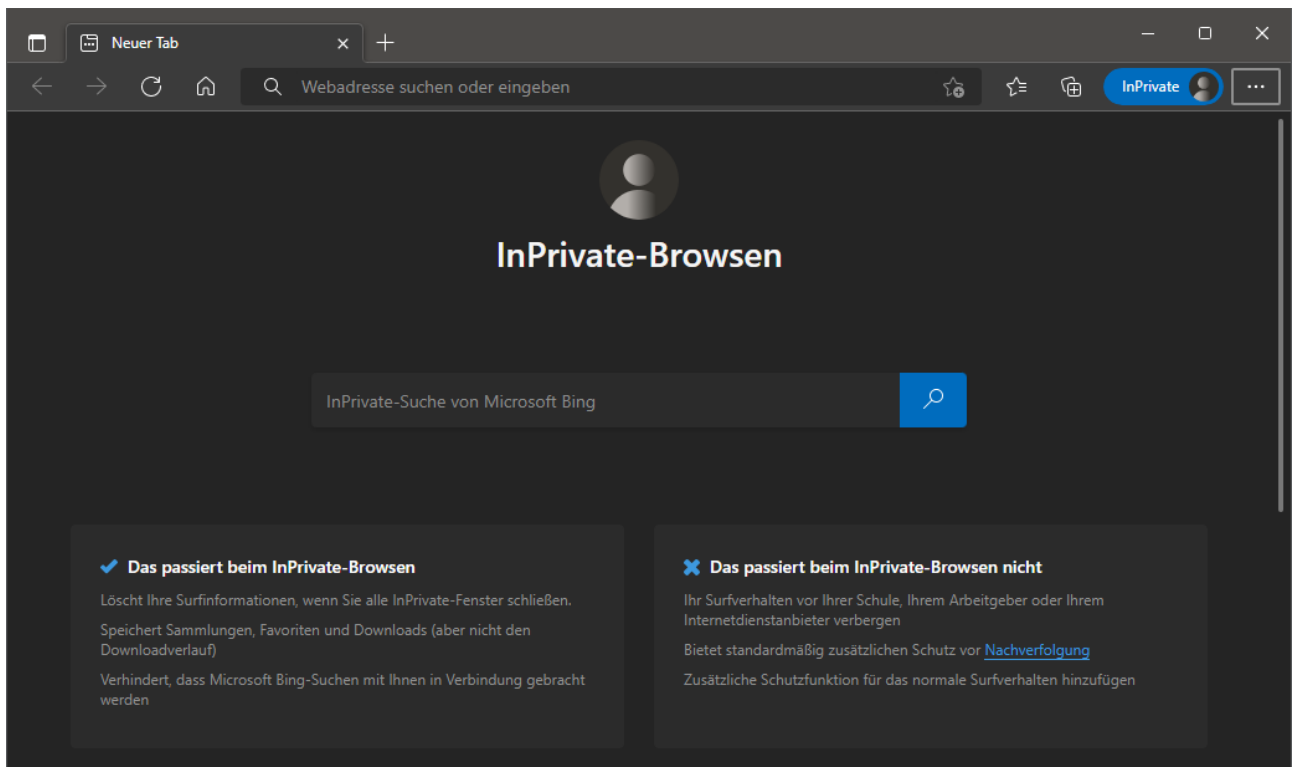 Neuer Tab
Webadresse suchen oder eingeben
InPrivate
InPrivate-Browsen
InPrivate-Suche von Microsoft Bing
Das passiert beim InPrivate-Browsen
Löscht Ihre Surfinformationen, wenn Sie alle InPrivate-Fenster schließen.
Speichert Sammlungen, Favoriten und Downloads (aber nicht den
Downloadverlauf)
Verhindert, dass Microsoft Bing-Suchen mit Ihnen in Verbindung gebracht
werden
Das passiert beim InPrivate-Browsen nicht
Ihr Surfverhalten vor Ihrer Schule, Ihrem Arbeitgeber oder Ihrem
Internetdienstanbieter verbergen
Bietet standardmäßig zusätzlichen Schutz vor Nachverfolgung
Zusätzliche Schutzfunktion für das normale Surfverhalten hinzufügen